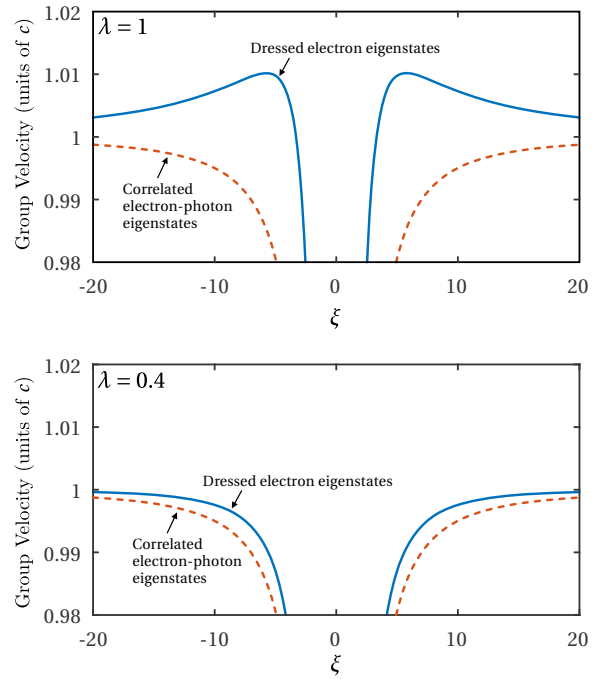 1.02
λ = 1
Dressed electron eigenstates
1.01
1
0.99
0.98
Correlated
electron-photon
eigenstates
Group Velocity (units of c)
-20 -10 0 10 20
ξ
1.02
λ = 0.4
1.01
1
0.99
0.98
Dressed electron eigenstates
Correlated
electron-photon
eigenstates
Group Velocity (units of c)
-20 -10 0 10 20
ξ